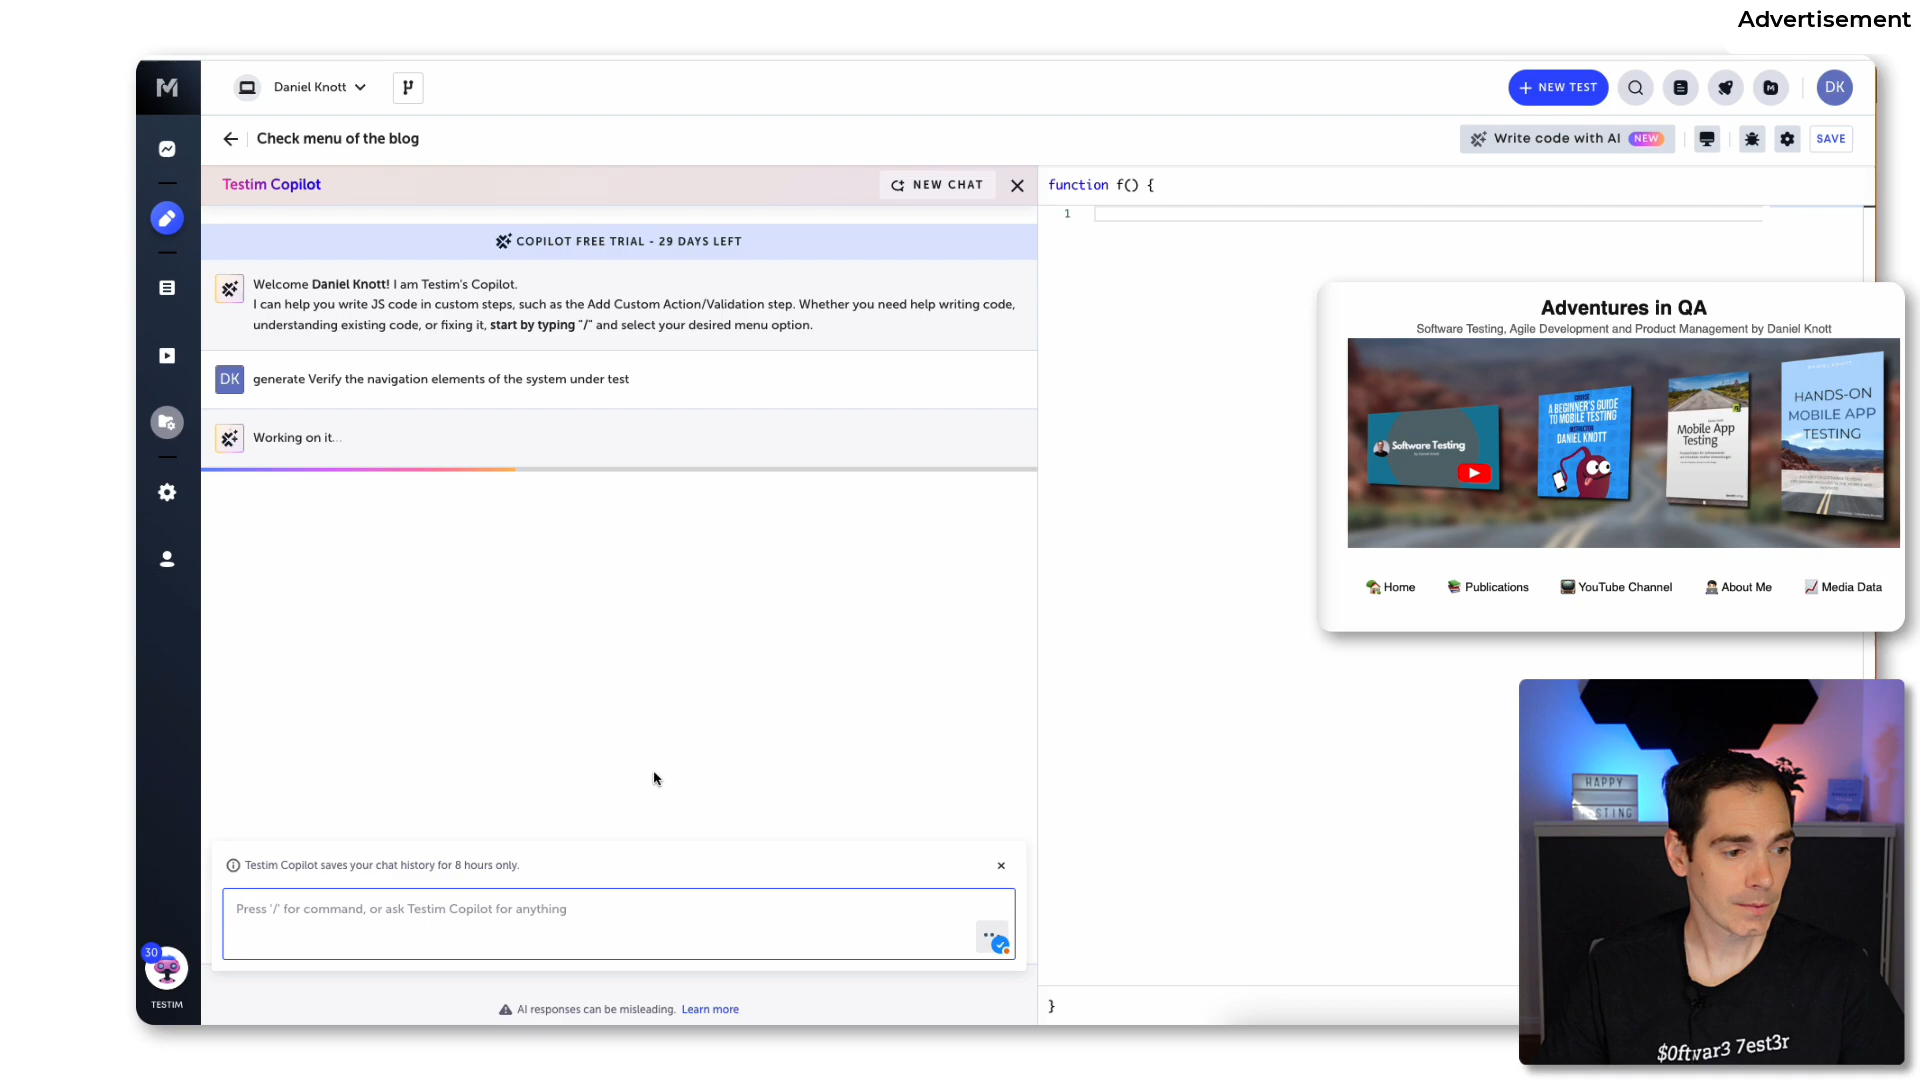 Advertisement
Daniel Knott
NEW TEST
DK
Check menu of the blog
Write code with AI NEW
SAVE
Testim Copilot
NEW CHAT
function f() {
1
COPILOT FREE TRIAL - 29 DAYS LEFT
Welcome Daniel Knott! I am Testim's Copilot.
I can help you write JS code in custom steps, such as the Add Custom Action/Validation step. Whether you need help writing code,
understanding existing code, or fixing it, start by typing "/" and select your desired menu option.
DK generate Verify the navigation elements of the system under test
Working on it...
Adventures in QA
Software Testing, Agile Development and Product Management by Daniel Knott
Software Testing
by Daniel Knott
COURSE
A BEGINNER'S GUIDE
TO MOBILE TESTING
INSTRUCTOR
DANIEL KNOTT
Mobile App
Testing
HANDS-ON
MOBILE APP
TESTING
Home
Publications
YouTube Channel
About Me
Media Data
HAPPY
STING
$0ftwar3 7est3r
Testim Copilot saves your chat history for 8 hours only.
Press '/' for command, or ask Testim Copilot for anything
30
TESTIM
AI responses can be misleading. Learn more
}